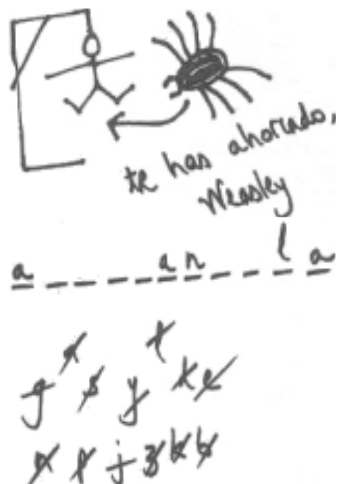 te has ahorcado,
Weasley
a a n l a
t
g s y k e
t j z k b